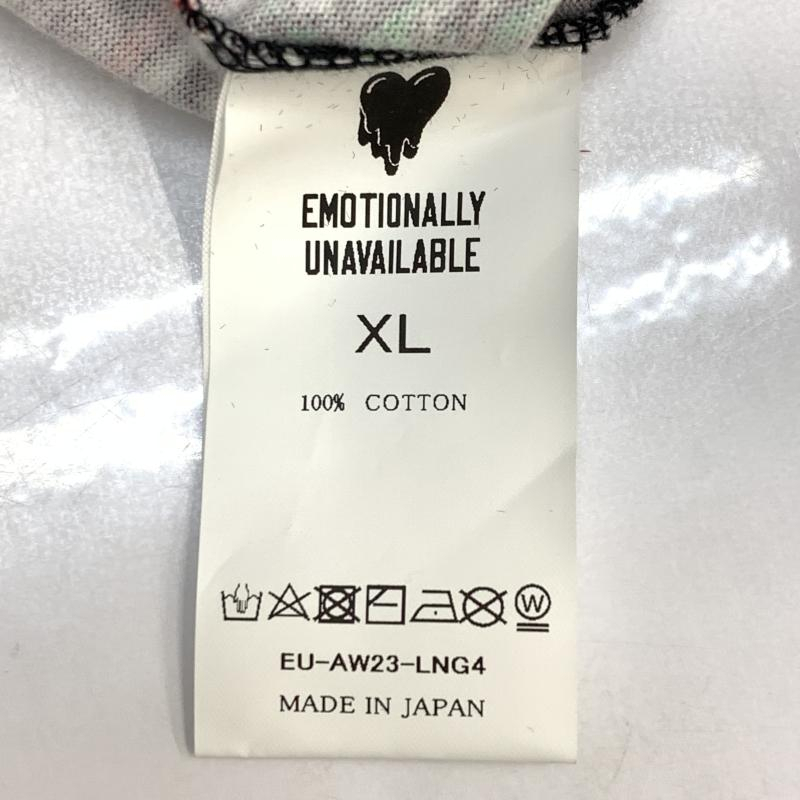 EMOTIONALLY
UNAVAILABLE
XL
100% COTTON
W
EU-AW23-LNG4
MADE IN JAPAN